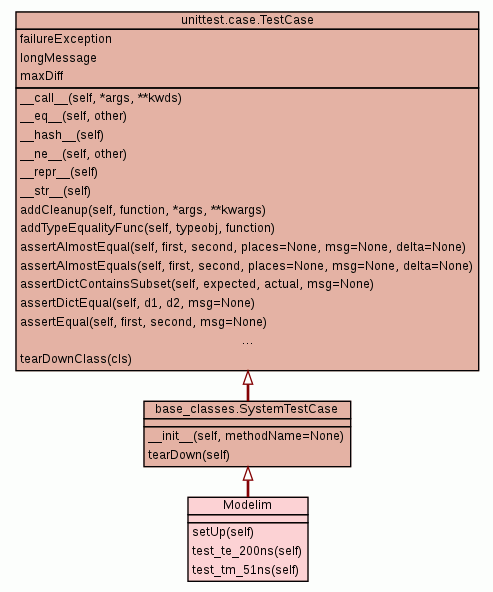 unittest.case.TestCase
failureException
longMessage
maxDiff
__call__(self, *args, **kwds)
__eq__(self, other)
__hash__(self)
__ne__(self, other)
__repr__(self)
__str__(self)
addCleanup(self, function, *args, **kwargs)
addTypeEqualityFunc(self, typeobj, function)
assertAlmostEqual(self, first, second, places=None, msg=None, delta=None)
assertAlmostEquals(self, first, second, places=None, msg=None, delta=None)
assertDictContainsSubset(self, expected, actual, msg=None)
assertDictEqual(self, d1, d2, msg=None)
assertEqual(self, first, second, msg=None)
...
tearDownClass(cls)
base_classes.SystemTestCase
__init__(self, methodName=None)
tearDown(self)
Modelim
setUp(self)
test_te_200ns(self)
test_tm_51ns(self)